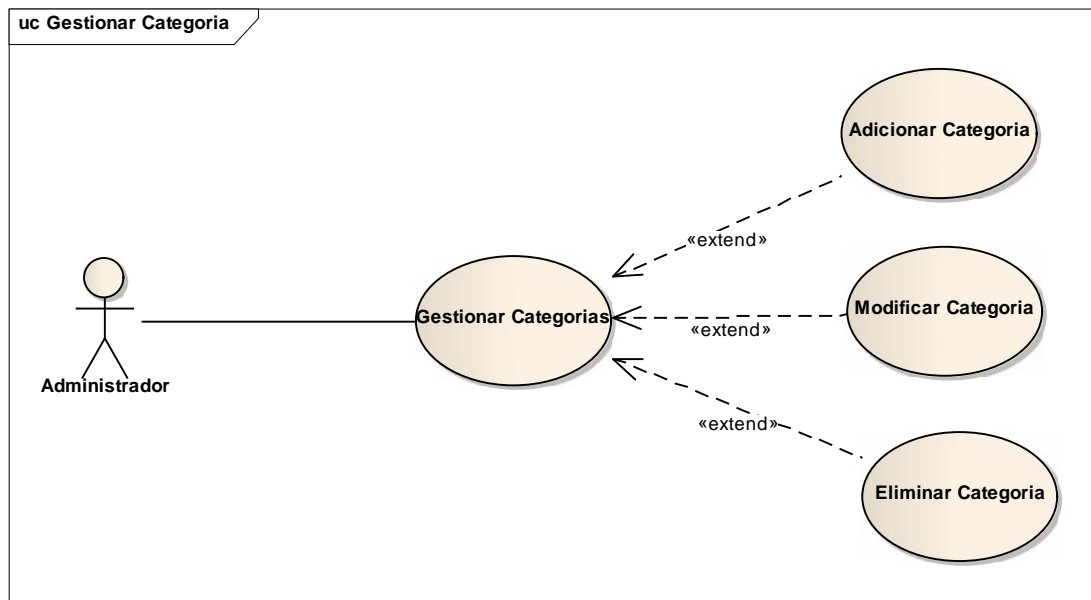 uc Gestionar Categoria
Adicionar Categoria
«extend»
Gestionar Categorias
Modificar Categoria
«extend»
Administrador
«extend»
Eliminar Categoria